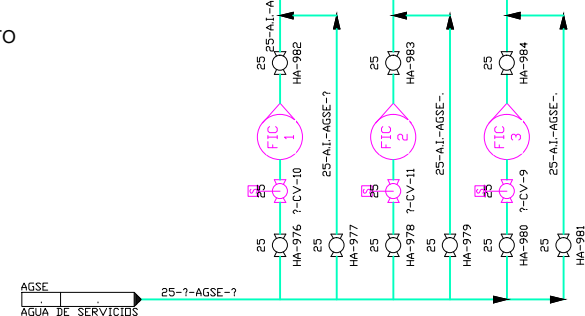 TO
25-A.I.-A
25
HA-982
25
HA-983
25
HA-984
FIC
1
FIC
2
FIC
3
25-A.I.-AGSE-?
25-A.I.-AGSE-.
25-A.I.-AGSE-.
S
25
?-CV-10
S
25
?-CV-11
S
25
?-CV-9
25
HA-976
25
HA-977
25
HA-978
25
HA-979
25
HA-980
25
HA-981
AGSE
. .
AGUA DE SERVICIOS
25-?-AGSE-?